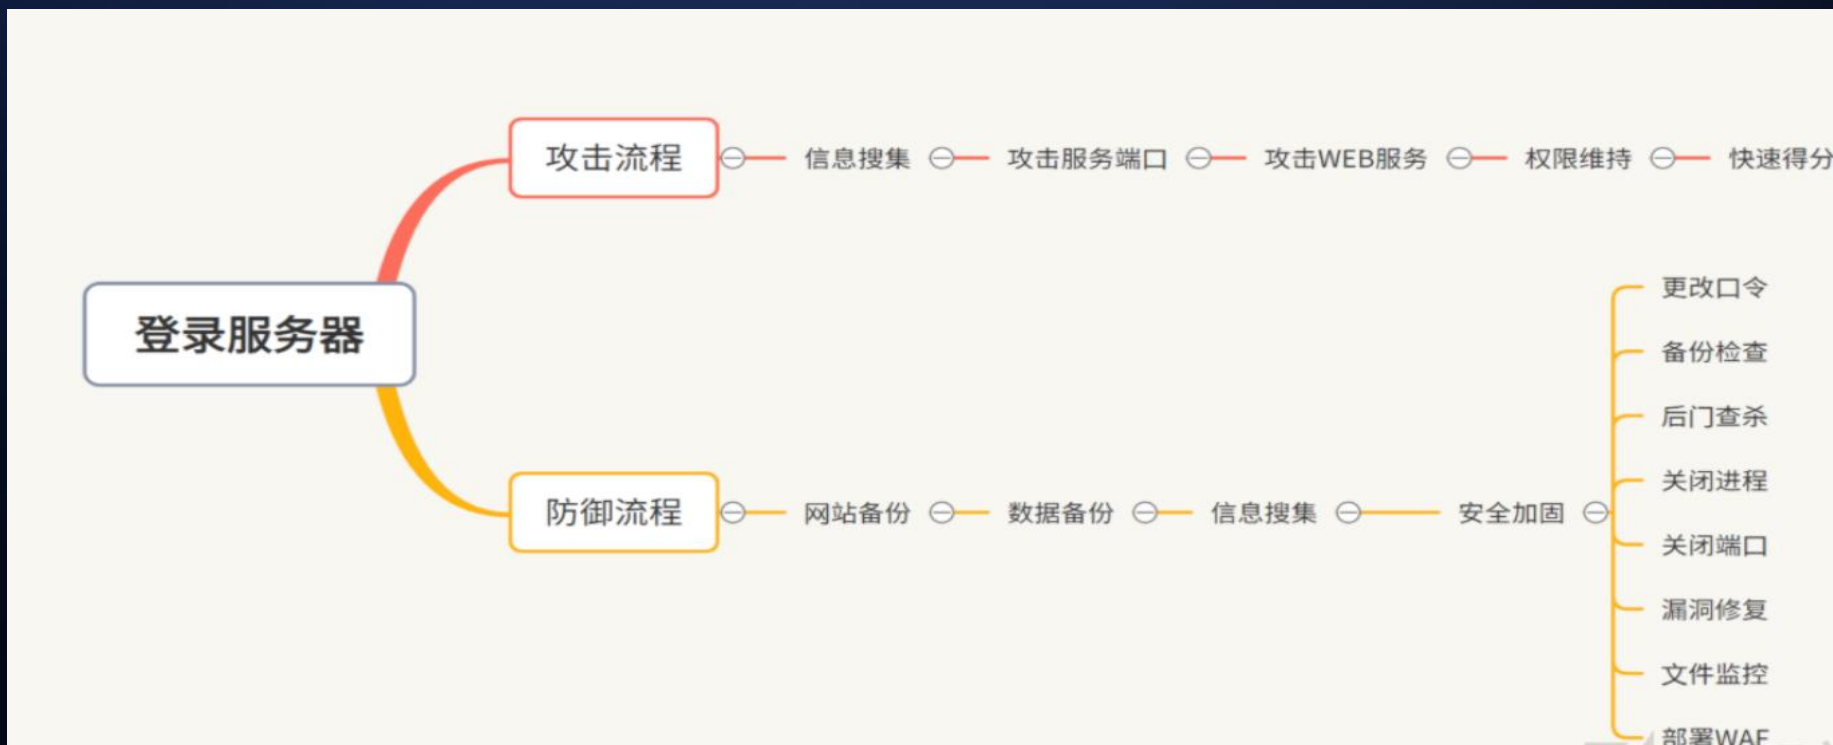 攻击流程
信息搜集
攻击服务端口
攻击WEB服务
权限维持
快速得分
登录服务器
防御流程
网站备份
数据备份
信息搜集
安全加固
更改口令
备份检查
后门查杀
关闭进程
关闭端口
漏洞修复
文件监控
部署WAF